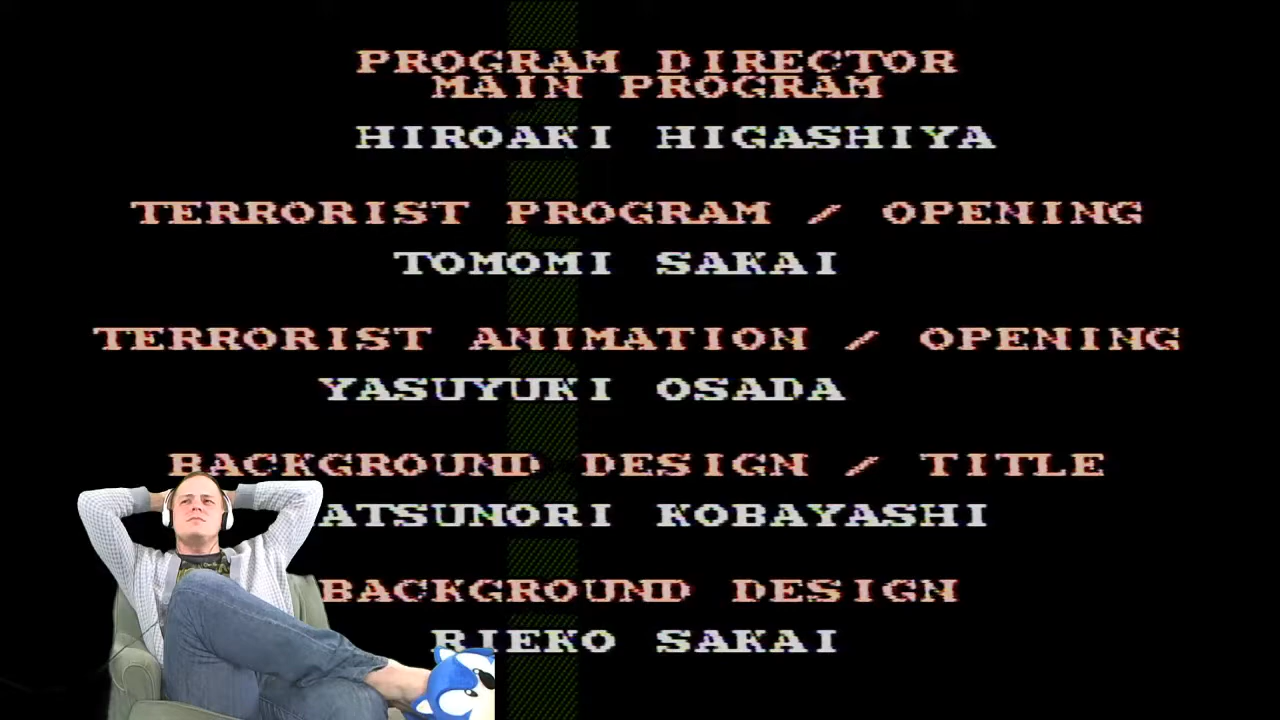 PROGRAM DIRECTOR
MAIN PROGRAM
HIROAKI HIGASHIYA
TERRORIST PROGRAM / OPENING
TOMOMI SAKAI
TERRORIST ANIMATION / OPENING
YASUYUKI OSADA
BACKGROUND DESIGN / TITLE
ATSUNORI KOBAYASHI
BACKGROUND DESIGN
RIEKO SAKAI